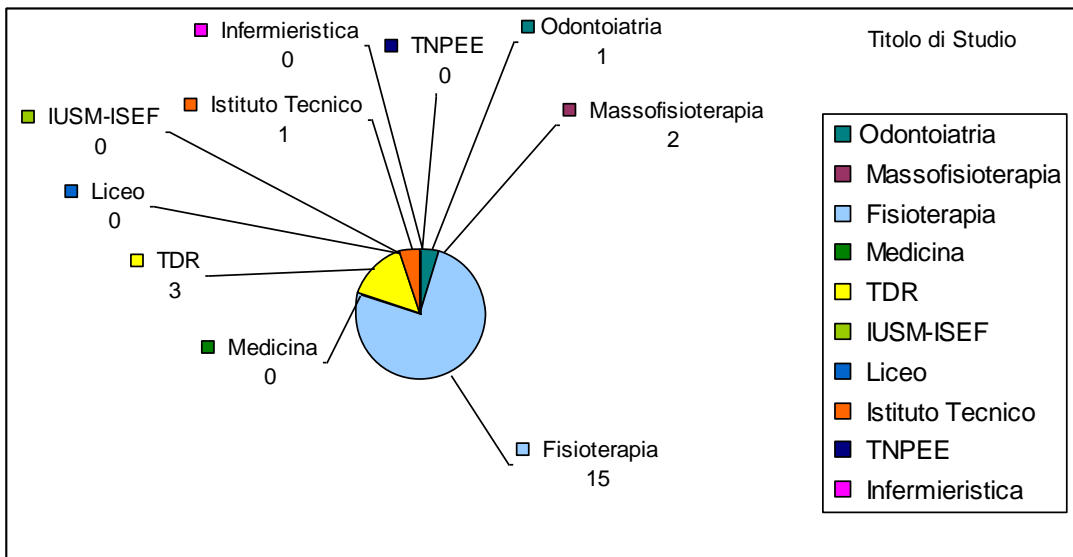 Titolo di Studio
Infermieristica
0
TNPEE
0
Odontoiatria
1
Istituto Tecnico
1
Massofisioterapia
2
IUSM-ISEF
0
Liceo
0
TDR
3
Medicina
0
Fisioterapia
15
Odontoiatria
Massofisioterapia
Fisioterapia
Medicina
TDR
IUSM-ISEF
Liceo
Istituto Tecnico
TNPEE
Infermieristica